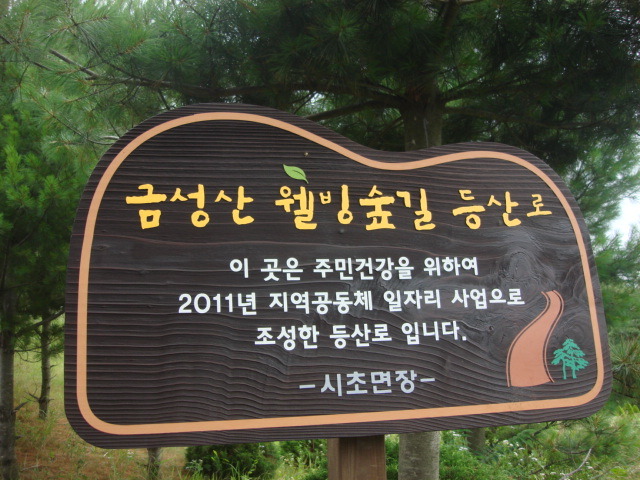 금성산 웰빙숲길 등산로
이 곳은 주민건강을 위하여
2011년 지역공동체 일자리 사업으로
조성한 등산로 입니다.
-시초면장-